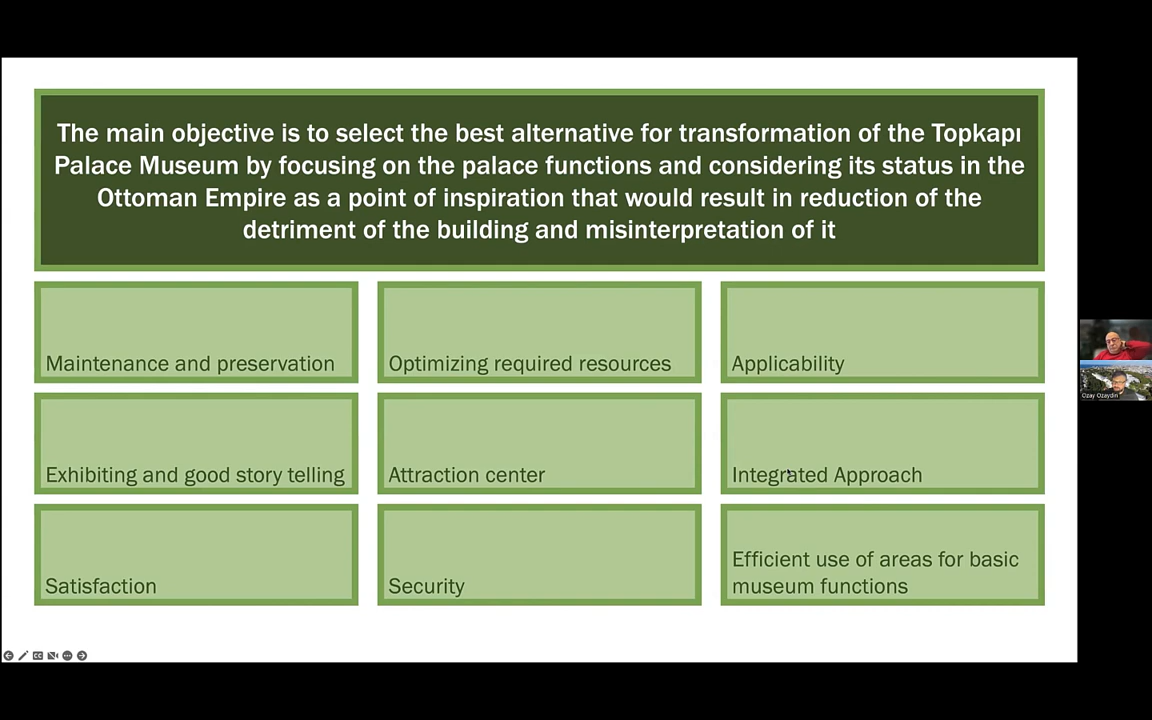 The main objective is to select the best alternative for transformation of the Topkapı
Palace Museum by focusing on the palace functions and considering its status in the
Ottoman Empire as a point of inspiration that would result in reduction of the
detriment of the building and misinterpretation of it
Maintenance and preservation
Optimizing required resources
Applicability
Exhibiting and good story telling
Attraction center
Integrated Approach
Satisfaction
Security
Efficient use of areas for basic
museum functions
Ozay Ozaydin